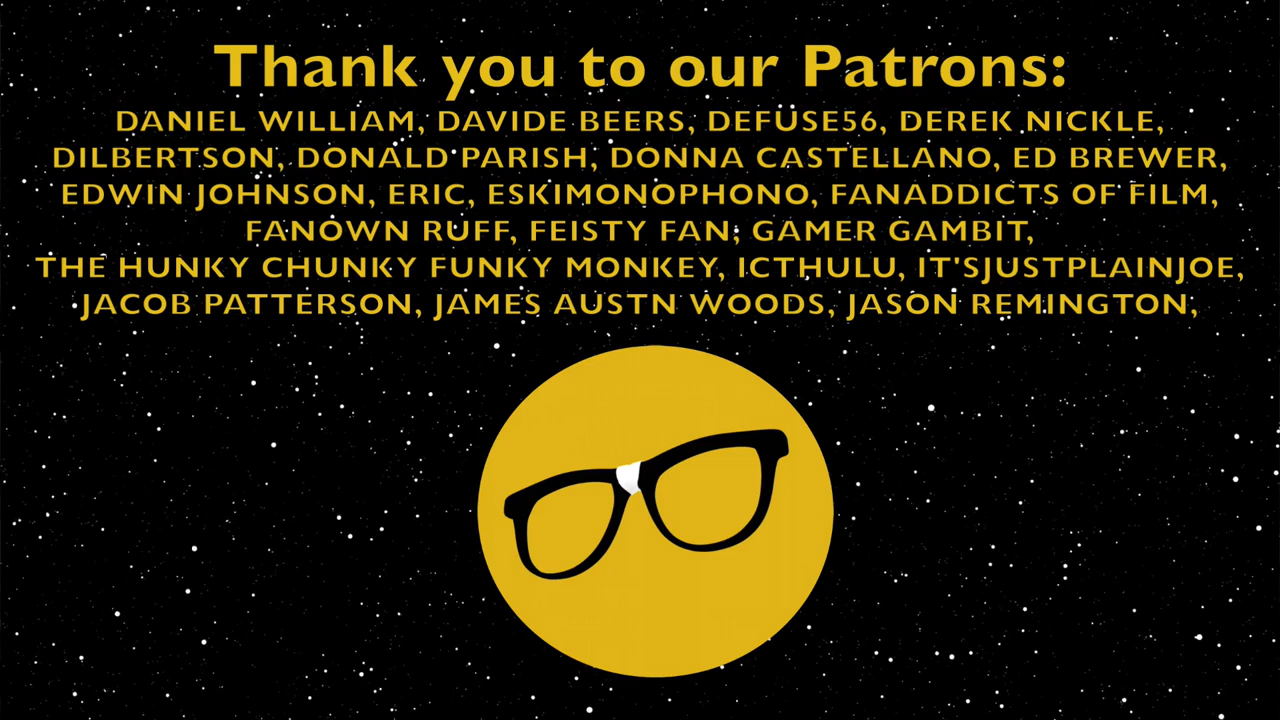 Thank you to our Patrons:
DANIEL WILLIAM, DAVIDE BEERS, DEFUSE56, DEREK NICKLE,
DILBERTSON, DONALD PARISH, DONNA CASTELLANO, ED BREWER,
EDWIN JOHNSON, ERIC, ESKIMONOPHONO, FANADDICTS OF FILM,
FANOWN RUFF, FEISTY FAN, GAMER GAMBIT,
THE HUNKY CHUNKY FUNKY MONKEY, ICTHULU, IT'SJUSTPLAINJOE,
JACOB PATTERSON, JAMES AUSTN WOODS, JASON REMINGTON,